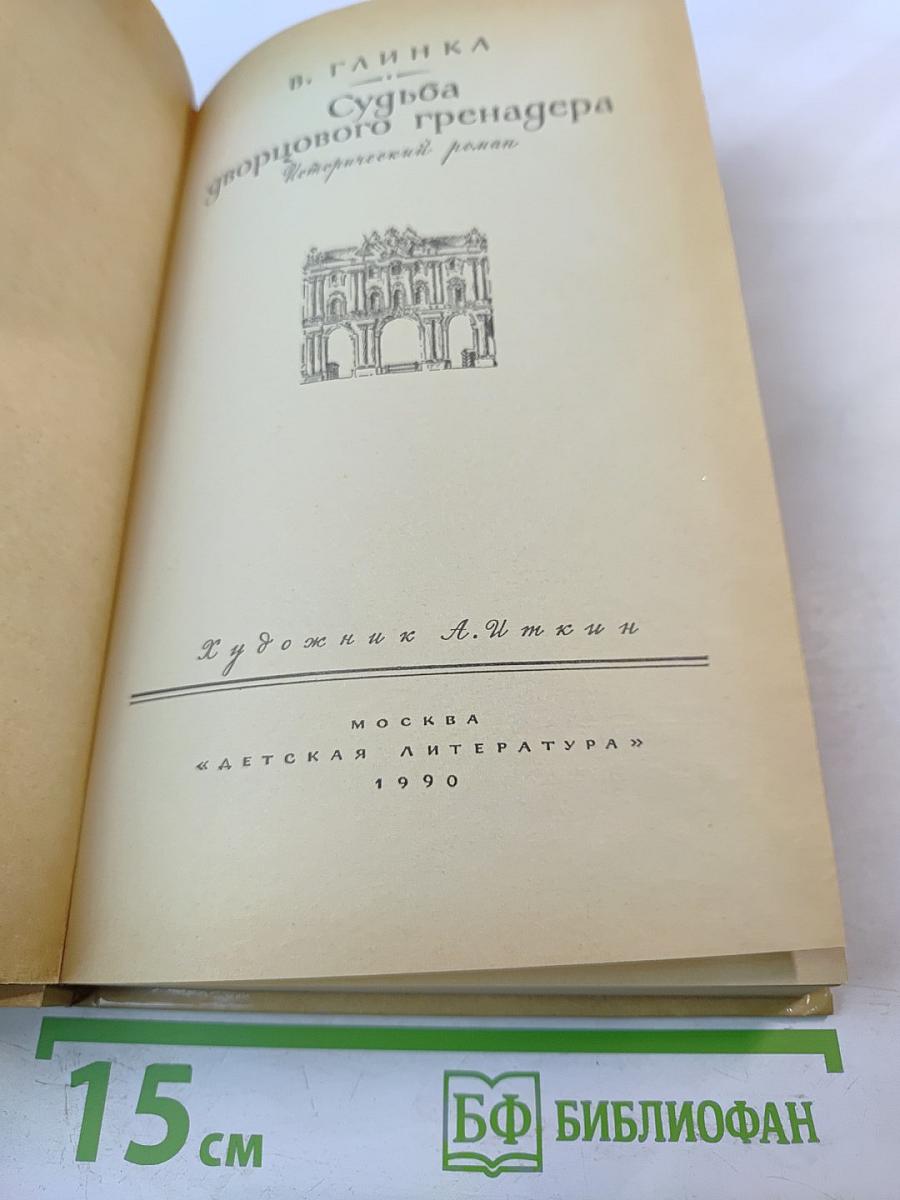 В. ГЛИНКА
Судьба
дворцового гренадера
Исторический роман
Художник А. Иткин
МОСКВА
«ДЕТСКАЯ ЛИТЕРАТУРА»
1990
15 см
БФ БИБЛИОФАН